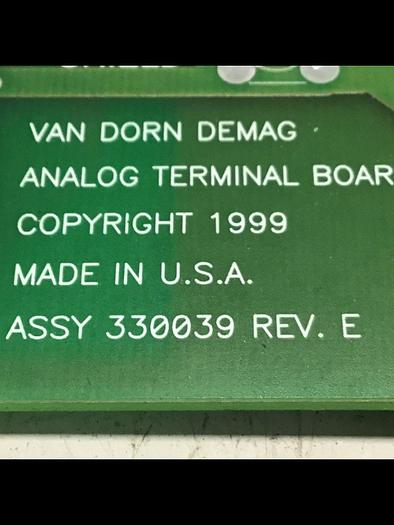 VAN DORN DEMAG
ANALOG TERMINAL BOAR
COPYRIGHT 1999
MADE IN U.S.A.
ASSY 330039 REV. E